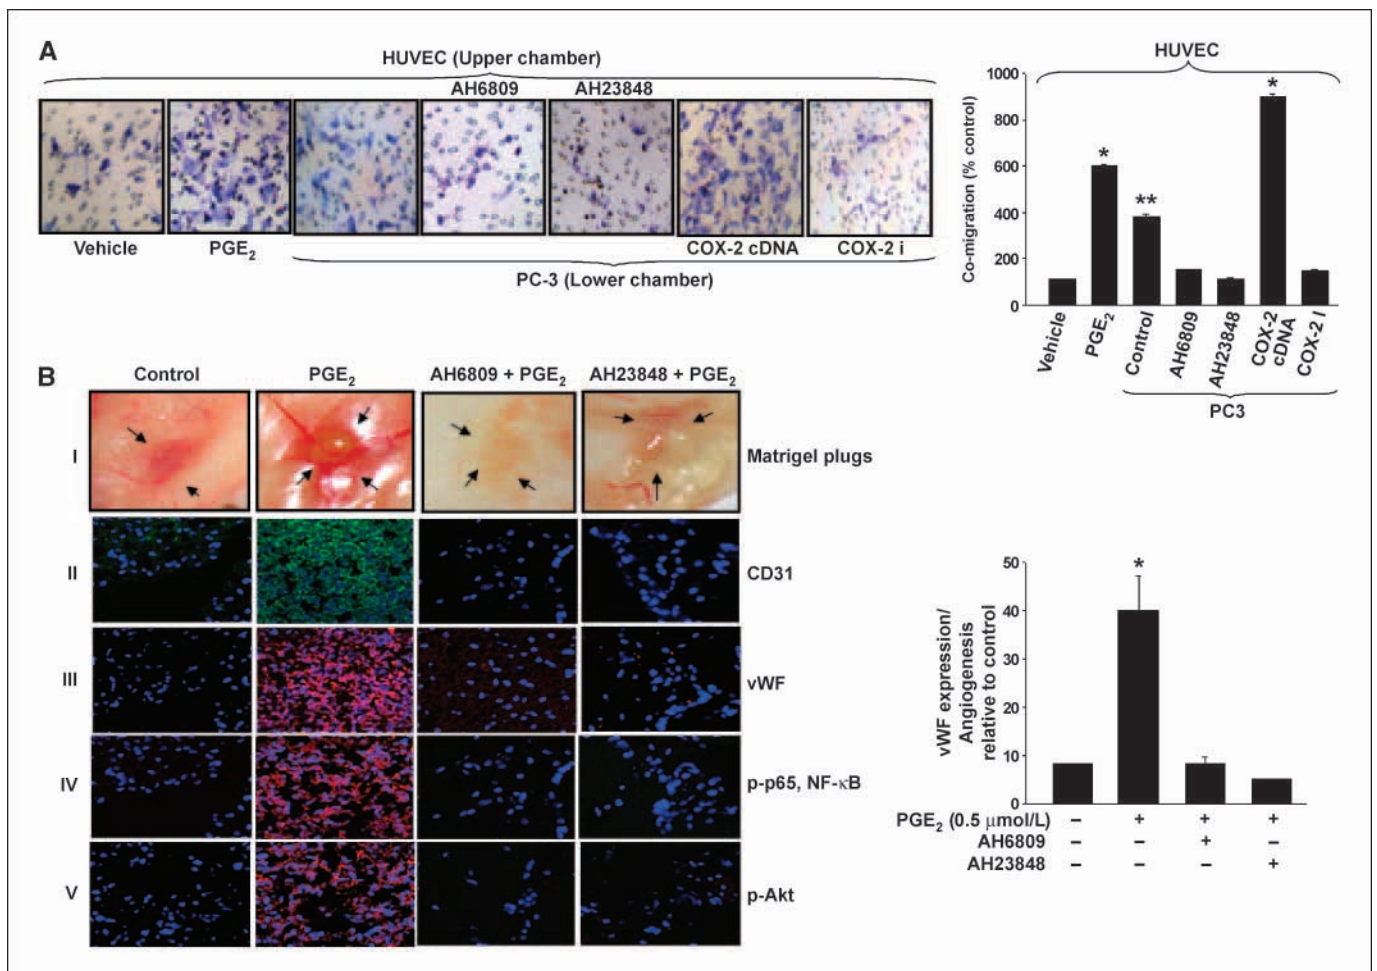 A
HUVEC (Upper chamber)
AH6809 AH23848
Vehicle PGE2 COX-2 cDNA COX-2 i
PC-3 (Lower chamber)
HUVEC
Co-migration (% control)
1000
800
600
400
200
0
* ** *
Vehicle PGE2 Control AH6809 AH23848 COX-2 cDNA COX-2 I
PC3
B
Control PGE2 AH6809 + PGE2 AH23848 + PGE2
I Matrigel plugs
II CD31
III vWF
IV p-p65, NF-κB
V p-Akt
vWF expression/
Angiogenesis
relative to control
50
40
30
20
10
0
*
PGE2 (0.5 μmol/L) – + + +
AH6809 – – + –
AH23848 – – – +